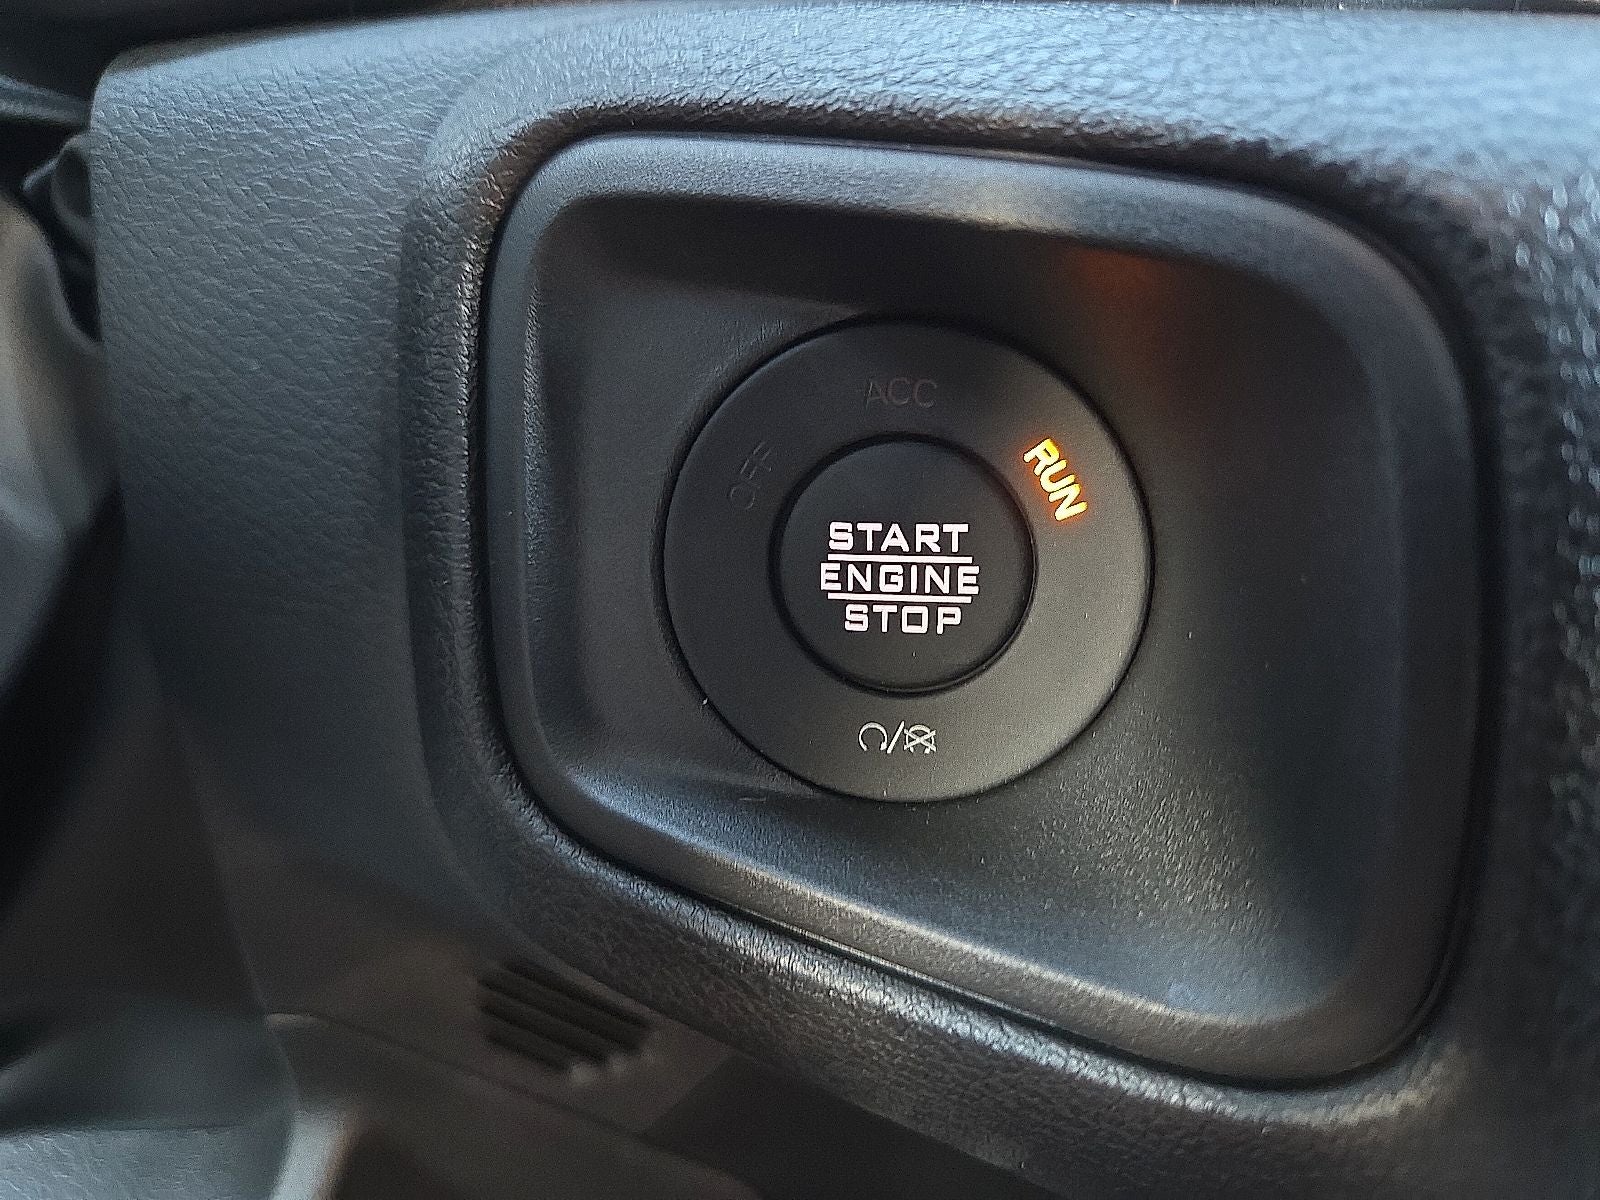 ACC
OFF
RUN
START
ENGINE
STOP